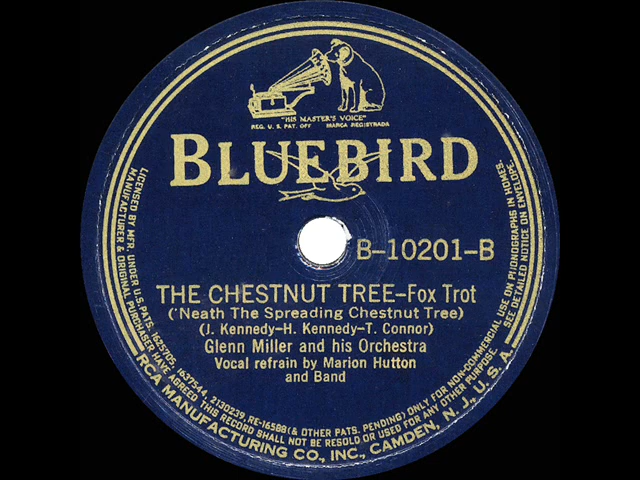 "HIS MASTER'S VOICE"
REG. U. S. PAT. OFF. MARCA REGISTRADA
BLUEBIRD
B-10201-B
THE CHESTNUT TREE-Fox Trot
('Neath The Spreading Chestnut Tree)
(J. Kennedy-H. Kennedy-T. Connor)
Glenn Miller and his Orchestra
Vocal refrain by Marion Hutton
and Band
LICENSED BY MFR. UNDER U.S. PATS. 1625705, 1637544, 2130239, RE-16588 (& OTHER PATS. PENDING) ONLY FOR NON-COMMERCIAL USE ON PHONOGRAPHS IN HOMES.
MANUFACTURER & ORIGINAL PURCHASER HAVE AGREED THIS RECORD SHALL NOT BE RESOLD OR USED FOR ANY OTHER PURPOSE. SEE DETAILED NOTICE ON ENVELOPE.
RCA MANUFACTURING CO., INC., CAMDEN, N. J., U. S. A.